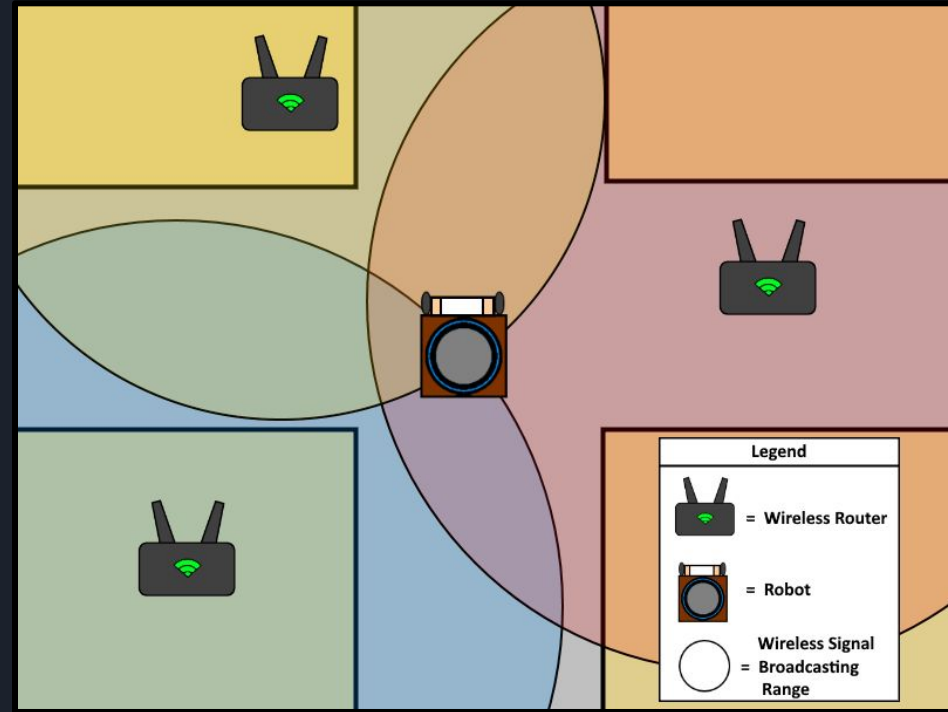 Legend
= Wireless Router
= Robot
Wireless Signal
= Broadcasting
Range